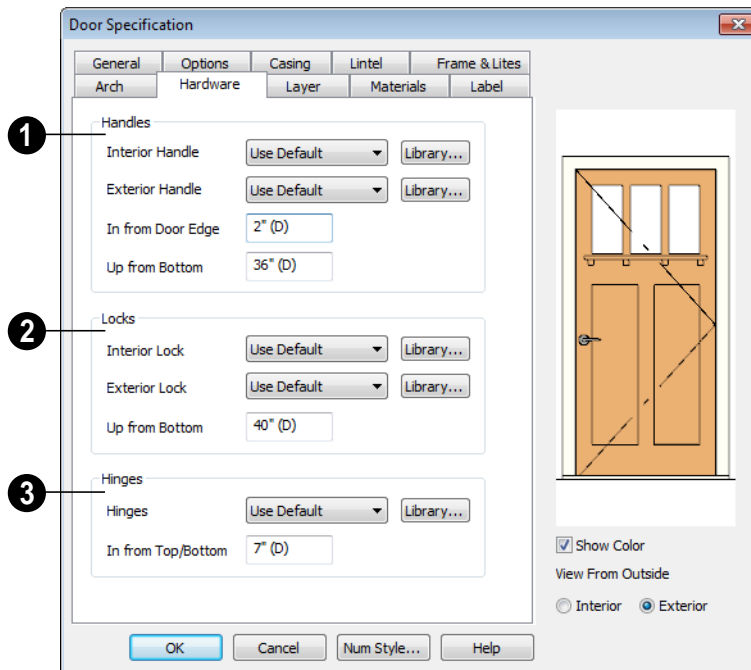 Door Specification
General Options Casing Lintel Frame & Lites
Arch Hardware Layer Materials Label
1
Handles
Interior Handle Use Default Library...
Exterior Handle Use Default Library...
In from Door Edge 2" (D)
Up from Bottom 36" (D)
2
Locks
Interior Lock Use Default Library...
Exterior Lock Use Default Library...
Up from Bottom 40" (D)
3
Hinges
Hinges Use Default Library...
In from Top/Bottom 7" (D)
Show Color
View From Outside
Interior Exterior
OK Cancel Num Style... Help